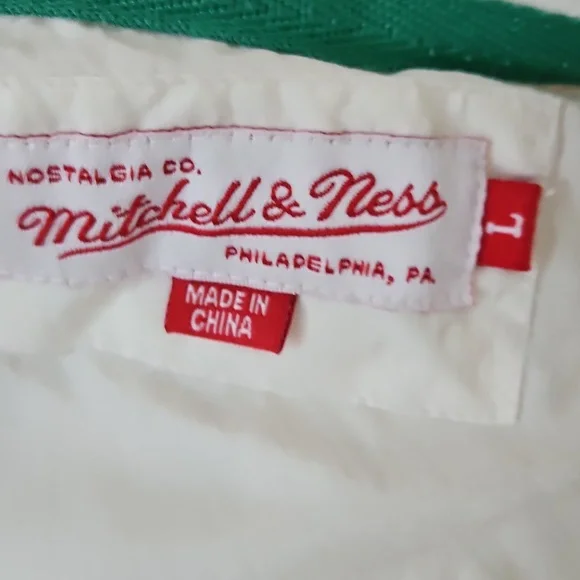 NOSTALGIA CO.
Mitchell & Ness
PHILADELPHIA, PA
L
MADE IN
CHINA